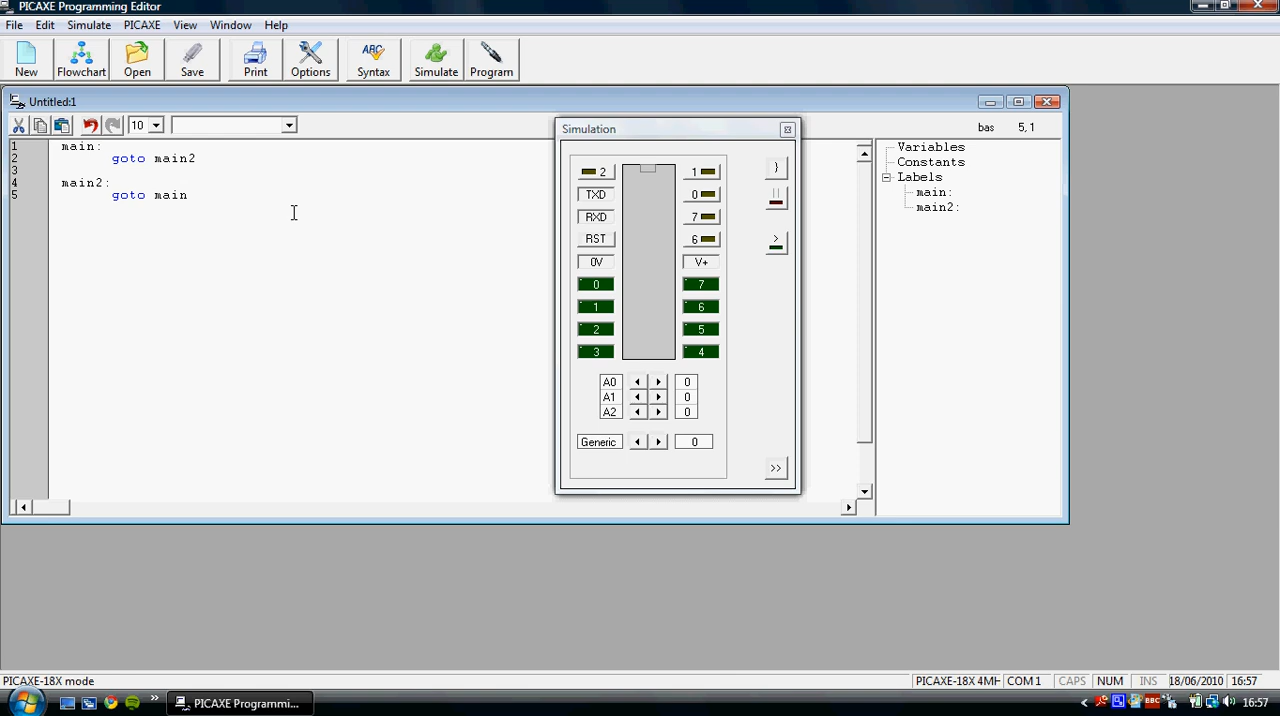 PICAXE Programming Editor
File Edit Simulate PICAXE View Window Help
New Flowchart Open Save Print Options Syntax Simulate Program
ABC
Untitled:1
10
bas 5,1
1 main:
2 goto main2
3
4 main2:
5 goto main
Simulation
2 1
TXD 0
RXD 7
RST 6
0V V+
0 7
1 6
2 5
3 4
A0 0
A1 0
A2 0
Generic 0
}
>
>>
Variables
Constants
Labels
main:
main2:
PICAXE-18X mode
PICAXE-18X 4MH COM 1 CAPS NUM INS 18/06/2010 16:57
PICAXE Programmi...
BBC
16:57